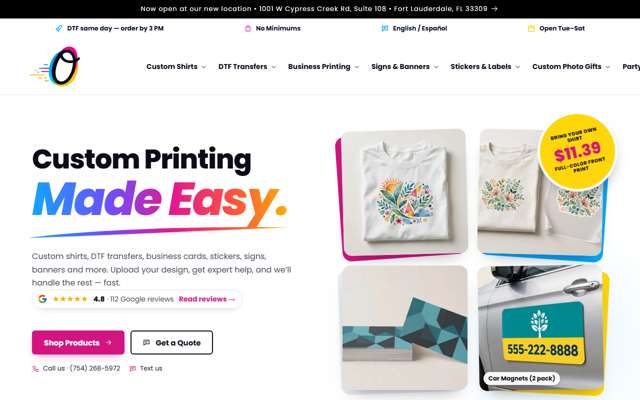 Now open at our new location • 1001 W Cypress Creek Rd, Suite 108 • Fort Lauderdale, FL 33309 →
DTF same day — order by 3 PM
No Minimums
English / Español
Open Tue–Sat
O
Custom Shirts
DTF Transfers
Business Printing
Signs & Banners
Stickers & Labels
Custom Photo Gifts
Party
BRING YOUR OWN
SHIRT
$11.39
FULL-COLOR FRONT
PRINT
Custom Printing
Made Easy.
Custom shirts, DTF transfers, business cards, stickers, signs,
banners and more. Upload your design, get expert help, and we'll
handle the rest — fast.
G ★★★★★ 4.8 · 112 Google reviews Read reviews →
Shop Products →
Get a Quote
Call us · (754) 268-5972
Text us
555-222-8888
Car Magnets (2 pack)